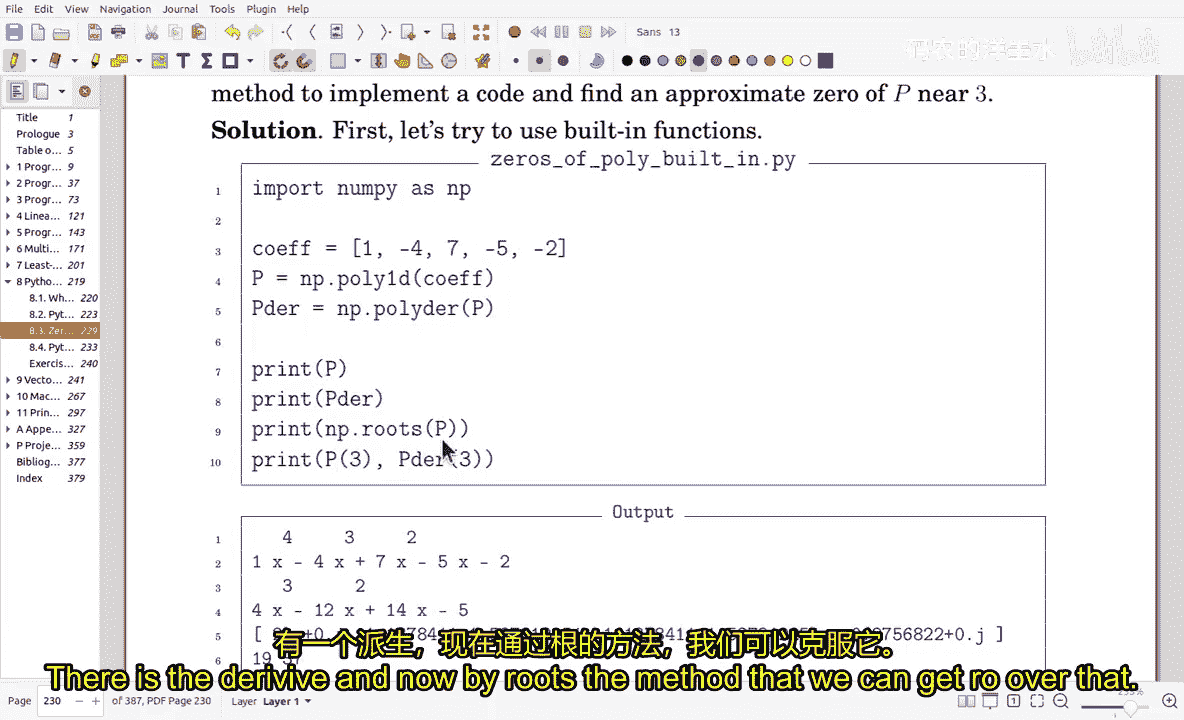 File Edit View Navigation Journal Tools Plugin Help
Sans 13
method to implement a code and find an approximate zero of P near 3.
Solution. First, let's try to use built-in functions.
zeros_of_poly_built_in.py
1 import numpy as np
2
3 coeff = [1, -4, 7, -5, -2]
4 P = np.poly1d(coeff)
5 Pder = np.polyder(P)
6
7 print(P)
8 print(Pder)
9 print(np.roots(P))
10 print(P(3), Pder(3))
Output
1 4 3 2
2 1 x - 4 x + 7 x - 5 x - 2
3 3 2
4 4 x - 12 x + 14 x - 5
5 [
6 19
有一个派生，现在通过根的方法，我们可以克服它。
There is the derivive and now by roots the method that we can get ro over that.
Title 1
Prologue 3
Table o... 5
1 Progr... 9
2 Progr... 37
3 Progr... 73
4 Linea... 121
5 Progr... 143
6 Multi... 171
7 Least-... 201
8 Pytho... 219
8.1. Wh... 220
8.2. Pyt... 223
8.3. Zer... 229
8.4. Pyt... 233
Exercis... 240
9 Vecto... 241
10 Mac... 267
11 Prin... 297
A Appe... 327
P Proje... 359
Bibliog... 377
Index 379
Page 230 of 387, PDF Page 230 Layer Layer 1